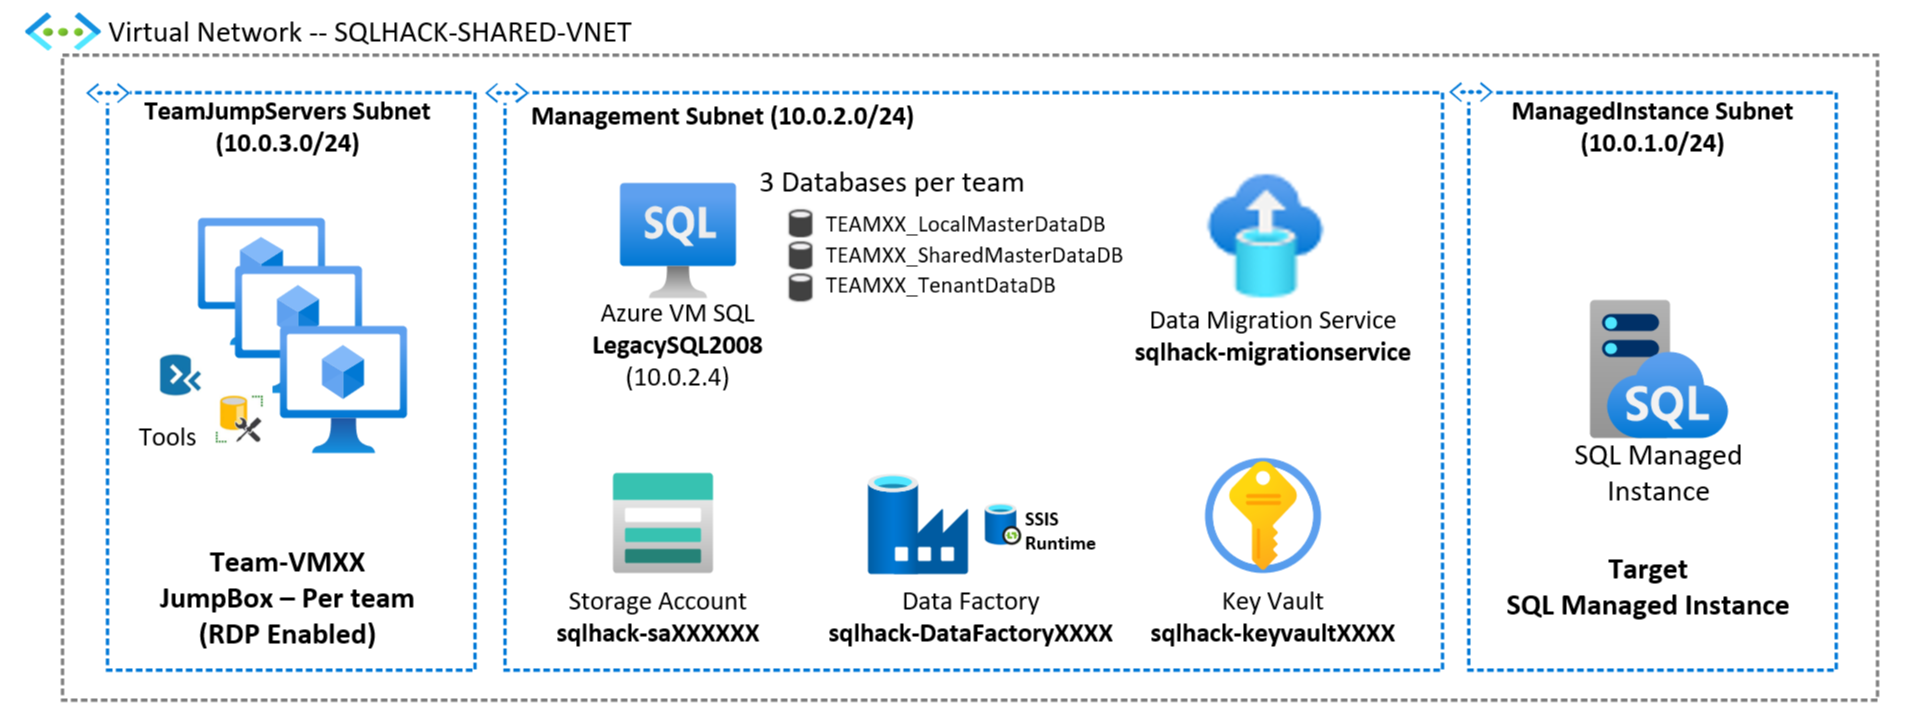 Virtual Network -- SQLHACK-SHARED-VNET
TeamJumpServers Subnet
(10.0.3.0/24)
Tools
Team-VMXX
JumpBox – Per team
(RDP Enabled)
Management Subnet (10.0.2.0/24)
SQL
3 Databases per team
TEAMXX_LocalMasterDataDB
TEAMXX_SharedMasterDataDB
TEAMXX_TenantDataDB
Azure VM SQL
LegacySQL2008
(10.0.2.4)
Data Migration Service
sqlhack-migrationservice
Storage Account
sqlhack-saXXXXXX
SSIS
Runtime
Data Factory
sqlhack-DataFactoryXXXX
Key Vault
sqlhack-keyvaultXXXX
ManagedInstance Subnet
(10.0.1.0/24)
SQL
SQL Managed
Instance
Target
SQL Managed Instance